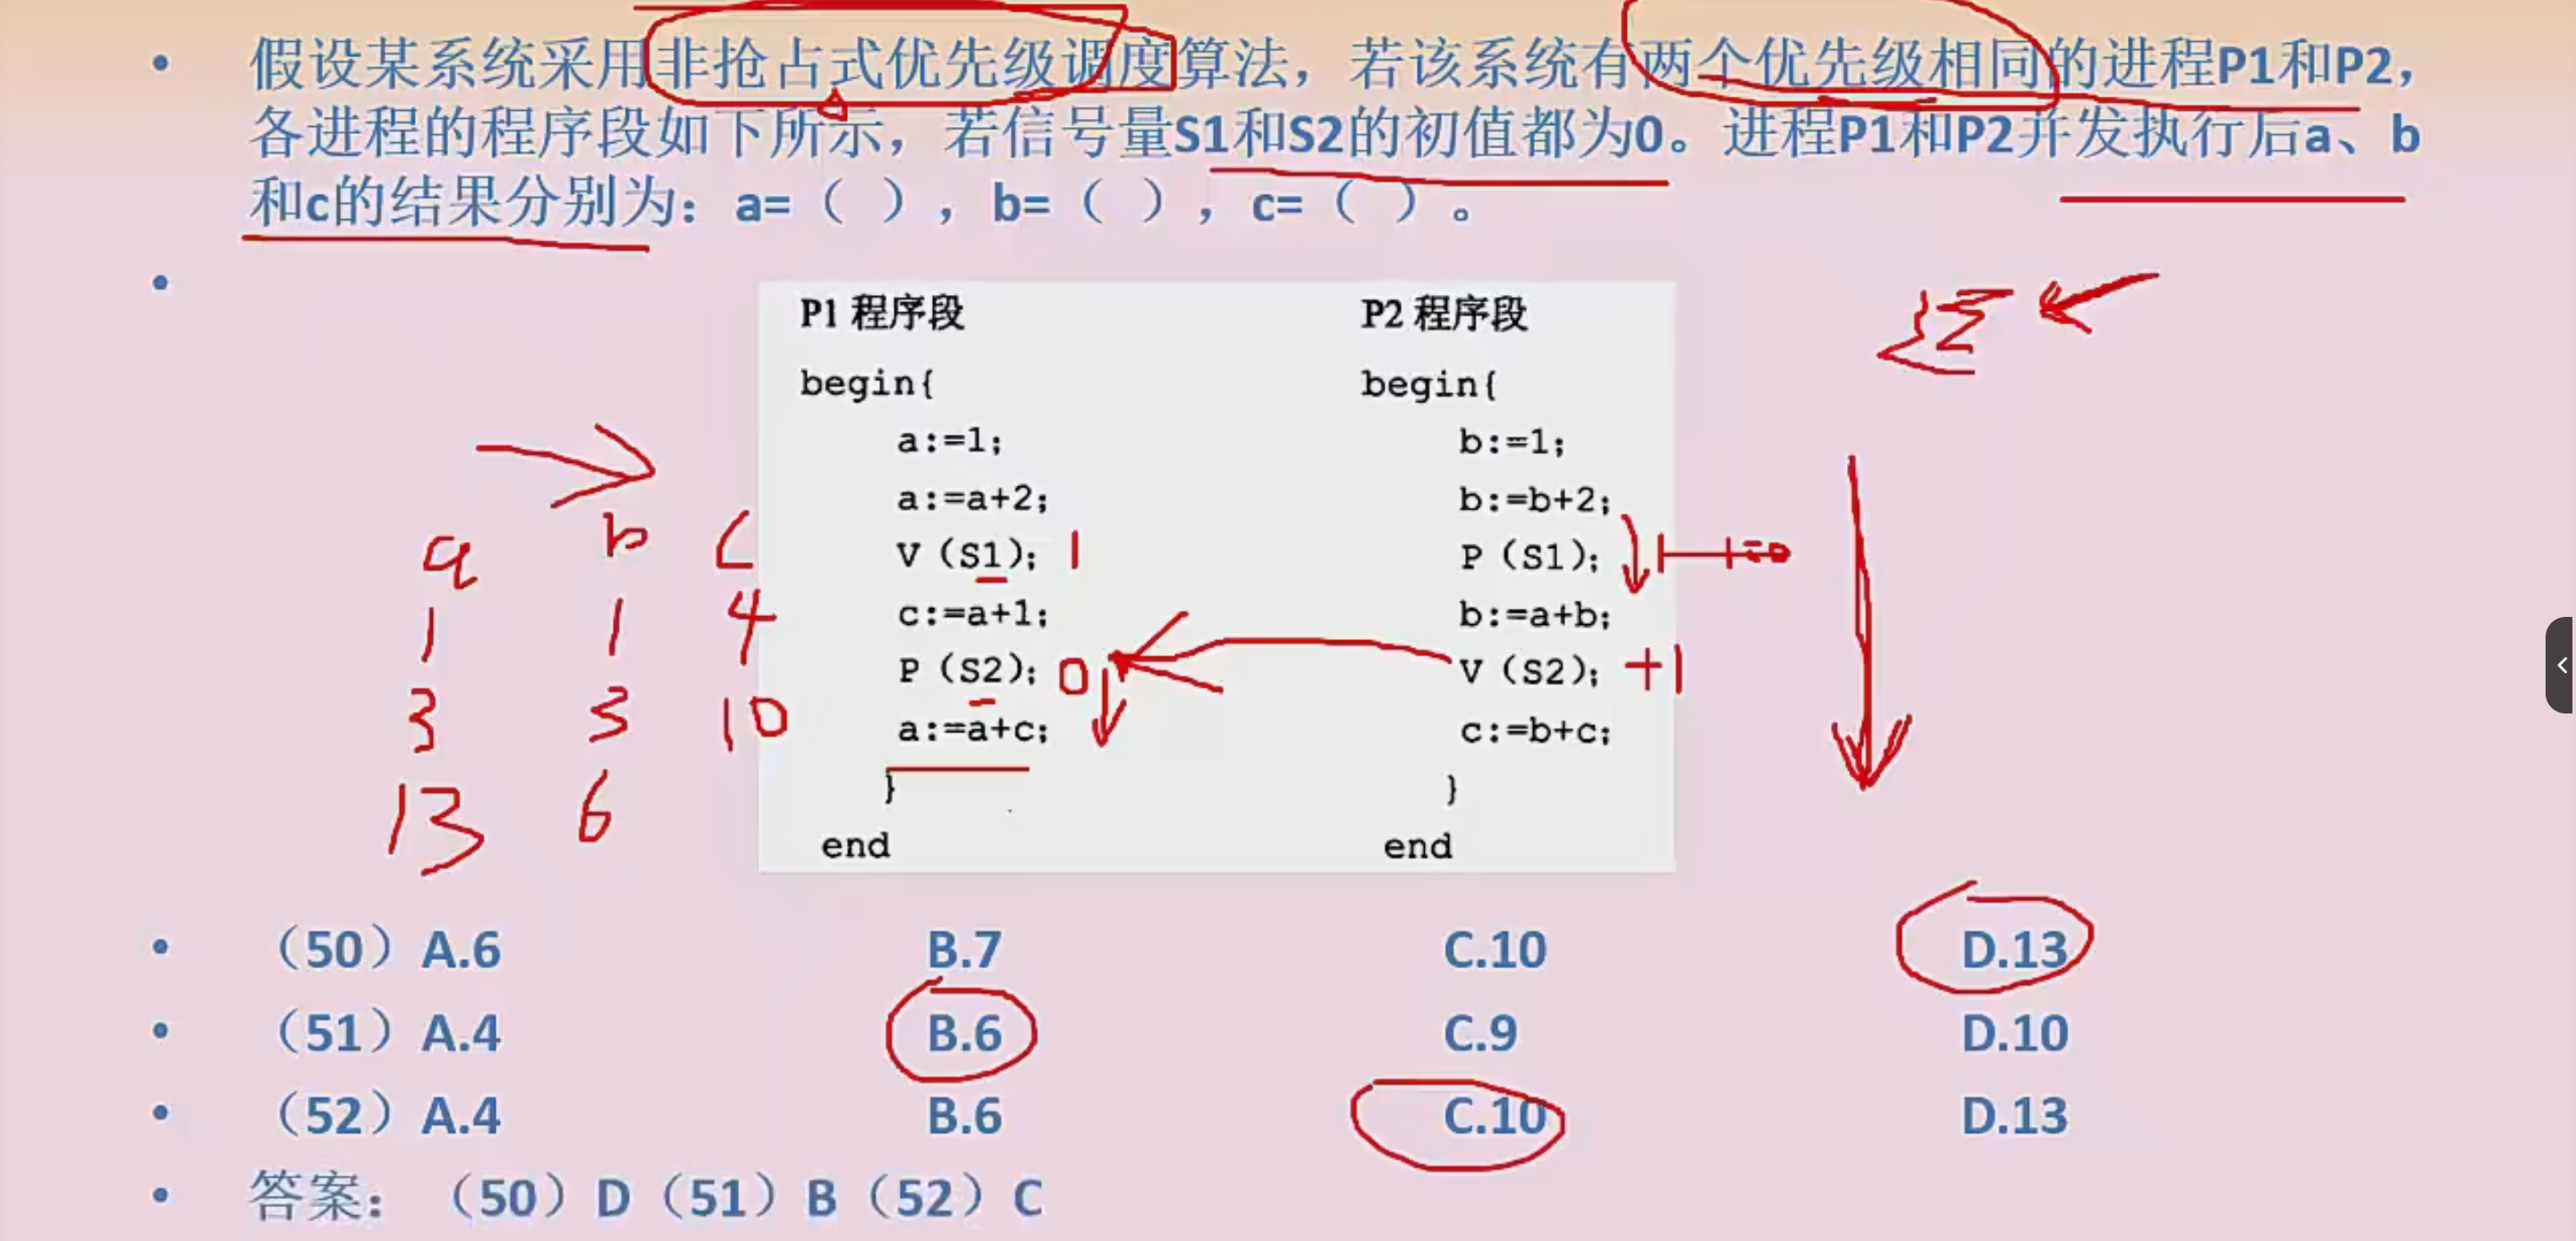 假设某系统采用非抢占式优先级调度算法，若该系统有两个优先级相同的进程P1和P2，
各进程的程序段如下所示，若信号量S1和S2的初值都为0。进程P1和P2并发执行后a、b
和c的结果分别为：a=（ ），b=（ ），c=（ ）。
P1 程序段 P2 程序段
begin{ begin{
a:=1; b:=1;
a:=a+2; b:=b+2;
V (S1); 1 P (S1);
c:=a+1; b:=a+b;
P (S2); 0 V (S2); +1
a:=a+c; c:=b+c;
} }
end end
a b c
1 1 4
3 3 10
13 6
（50）A.6 B.7 C.10 D.13
（51）A.4 B.6 C.9 D.10
（52）A.4 B.6 C.10 D.13
答案：（50）D（51）B（52）C